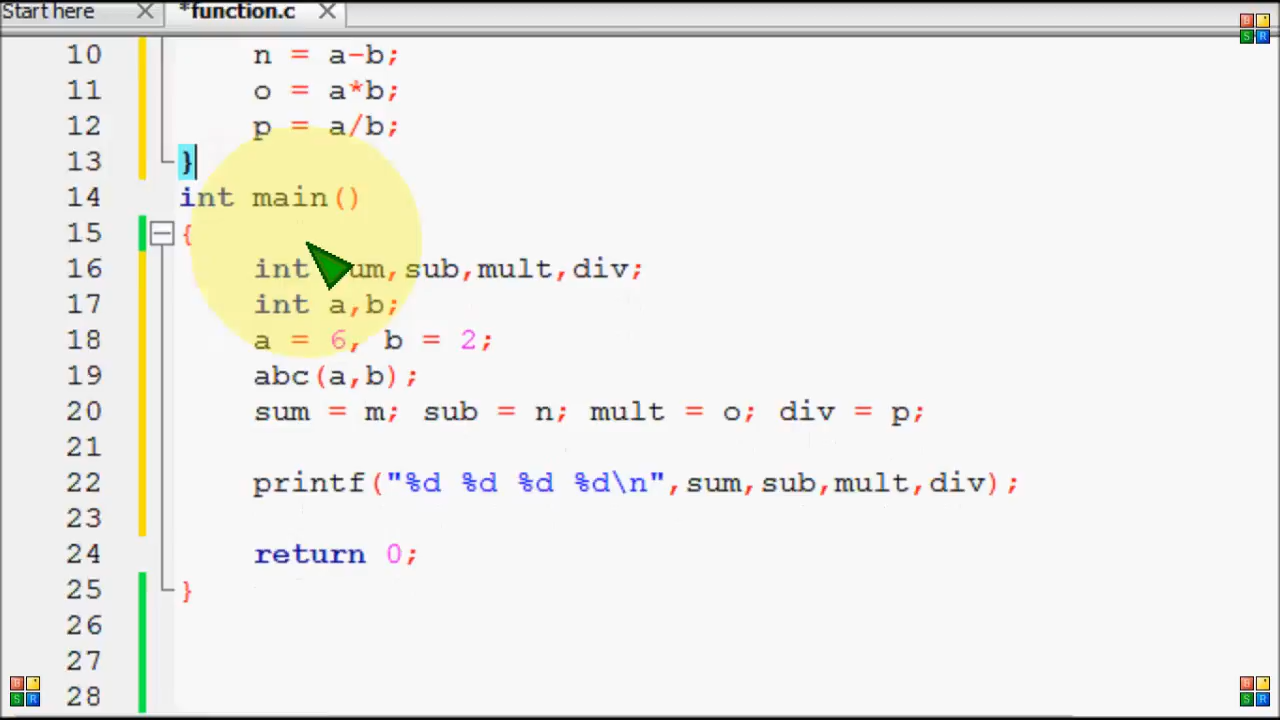 Start here
*function.c
10 n = a-b;
11 o = a*b;
12 p = a/b;
13 }
14 int main()
15 {
16 int sum,sub,mult,div;
17 int a,b;
18 a = 6, b = 2;
19 abc(a,b);
20 sum = m; sub = n; mult = o; div = p;
21
22 printf("%d %d %d %d\n",sum,sub,mult,div);
23
24 return 0;
25 }
26
27
28
B
S R
B
S R
B
S R